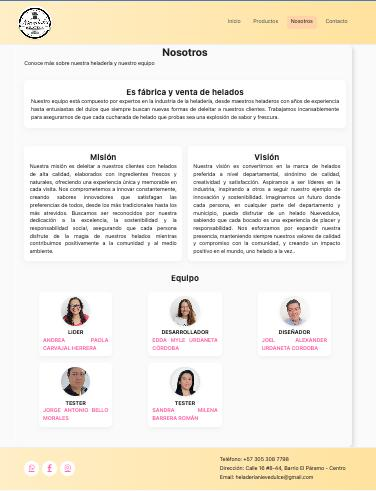 Inicio Productos Nosotros Contacto
Nosotros
Conoce más sobre nuestra heladería y nuestro equipo
Es fábrica y venta de helados
Nuestro equipo está compuesto por expertos en la industria de la heladería, desde maestros heladeros con años de experiencia
hasta entusiastas del dulce que siempre buscan nuevas formas de deleitar a nuestros clientes. Trabajamos incansablemente
para asegurarnos de que cada cucharada de helado que probas sea una explosión de sabor y frescura.
Misión
Nuestra misión es deleitar a nuestros clientes con helados
de alta calidad, elaborados con ingredientes frescos y
naturales, ofreciendo una experiencia única y memorable en
cada visita. Nos comprometemos a innovar constantemente,
creando sabores innovadores que satisfagan las
preferencias de todos, desde los más tradicionales hasta los
más atrevidos. Buscamos ser reconocidos por nuestra
dedicación a la excelencia, la sostenibilidad y la
responsabilidad social, asegurando que cada persona
disfrute de la magia de nuestros helados mientras
contribuimos positivamente a la comunidad y al medio
ambiente.
Visión
Nuestra visión es convertirnos en la marca de helados
preferida a nivel departamental, sinónimo de calidad,
creatividad y satisfacción. Aspiramos a ser líderes en la
industria, inspirando a otros a seguir nuestro ejemplo de
innovación y sostenibilidad. Imaginamos un futuro donde
cada persona, en cualquier parte del departamento y
municipio, pueda disfrutar de un helado Nuevedulce,
sabiendo que cada bocado es una experiencia de placer y
responsabilidad. Nos esforzamos por expandir nuestra
presencia, manteniendo siempre nuestros valores de calidad
y compromiso con la comunidad, y creando un impacto
positivo en el mundo, uno helado a la vez..
Equipo
LIDER
ANDREA PAOLA
CARVAJAL HERRERA
DESARROLLADOR
EDDA MYLE URDANETA
CÓRDOBA
DISEÑADOR
JOEL ALEXÁNDER
URDANETA CORDOBA
TESTER
JORGE ANTONIO BELLO
MORALES
TESTER
SANDRA MILENA
BARRERA ROMÁN
Teléfono: +57 305 308 7798
Dirección: Calle 16 #8-44, Barrio El Páramo - Centro
Email: heladerianievedulce@gmail.com